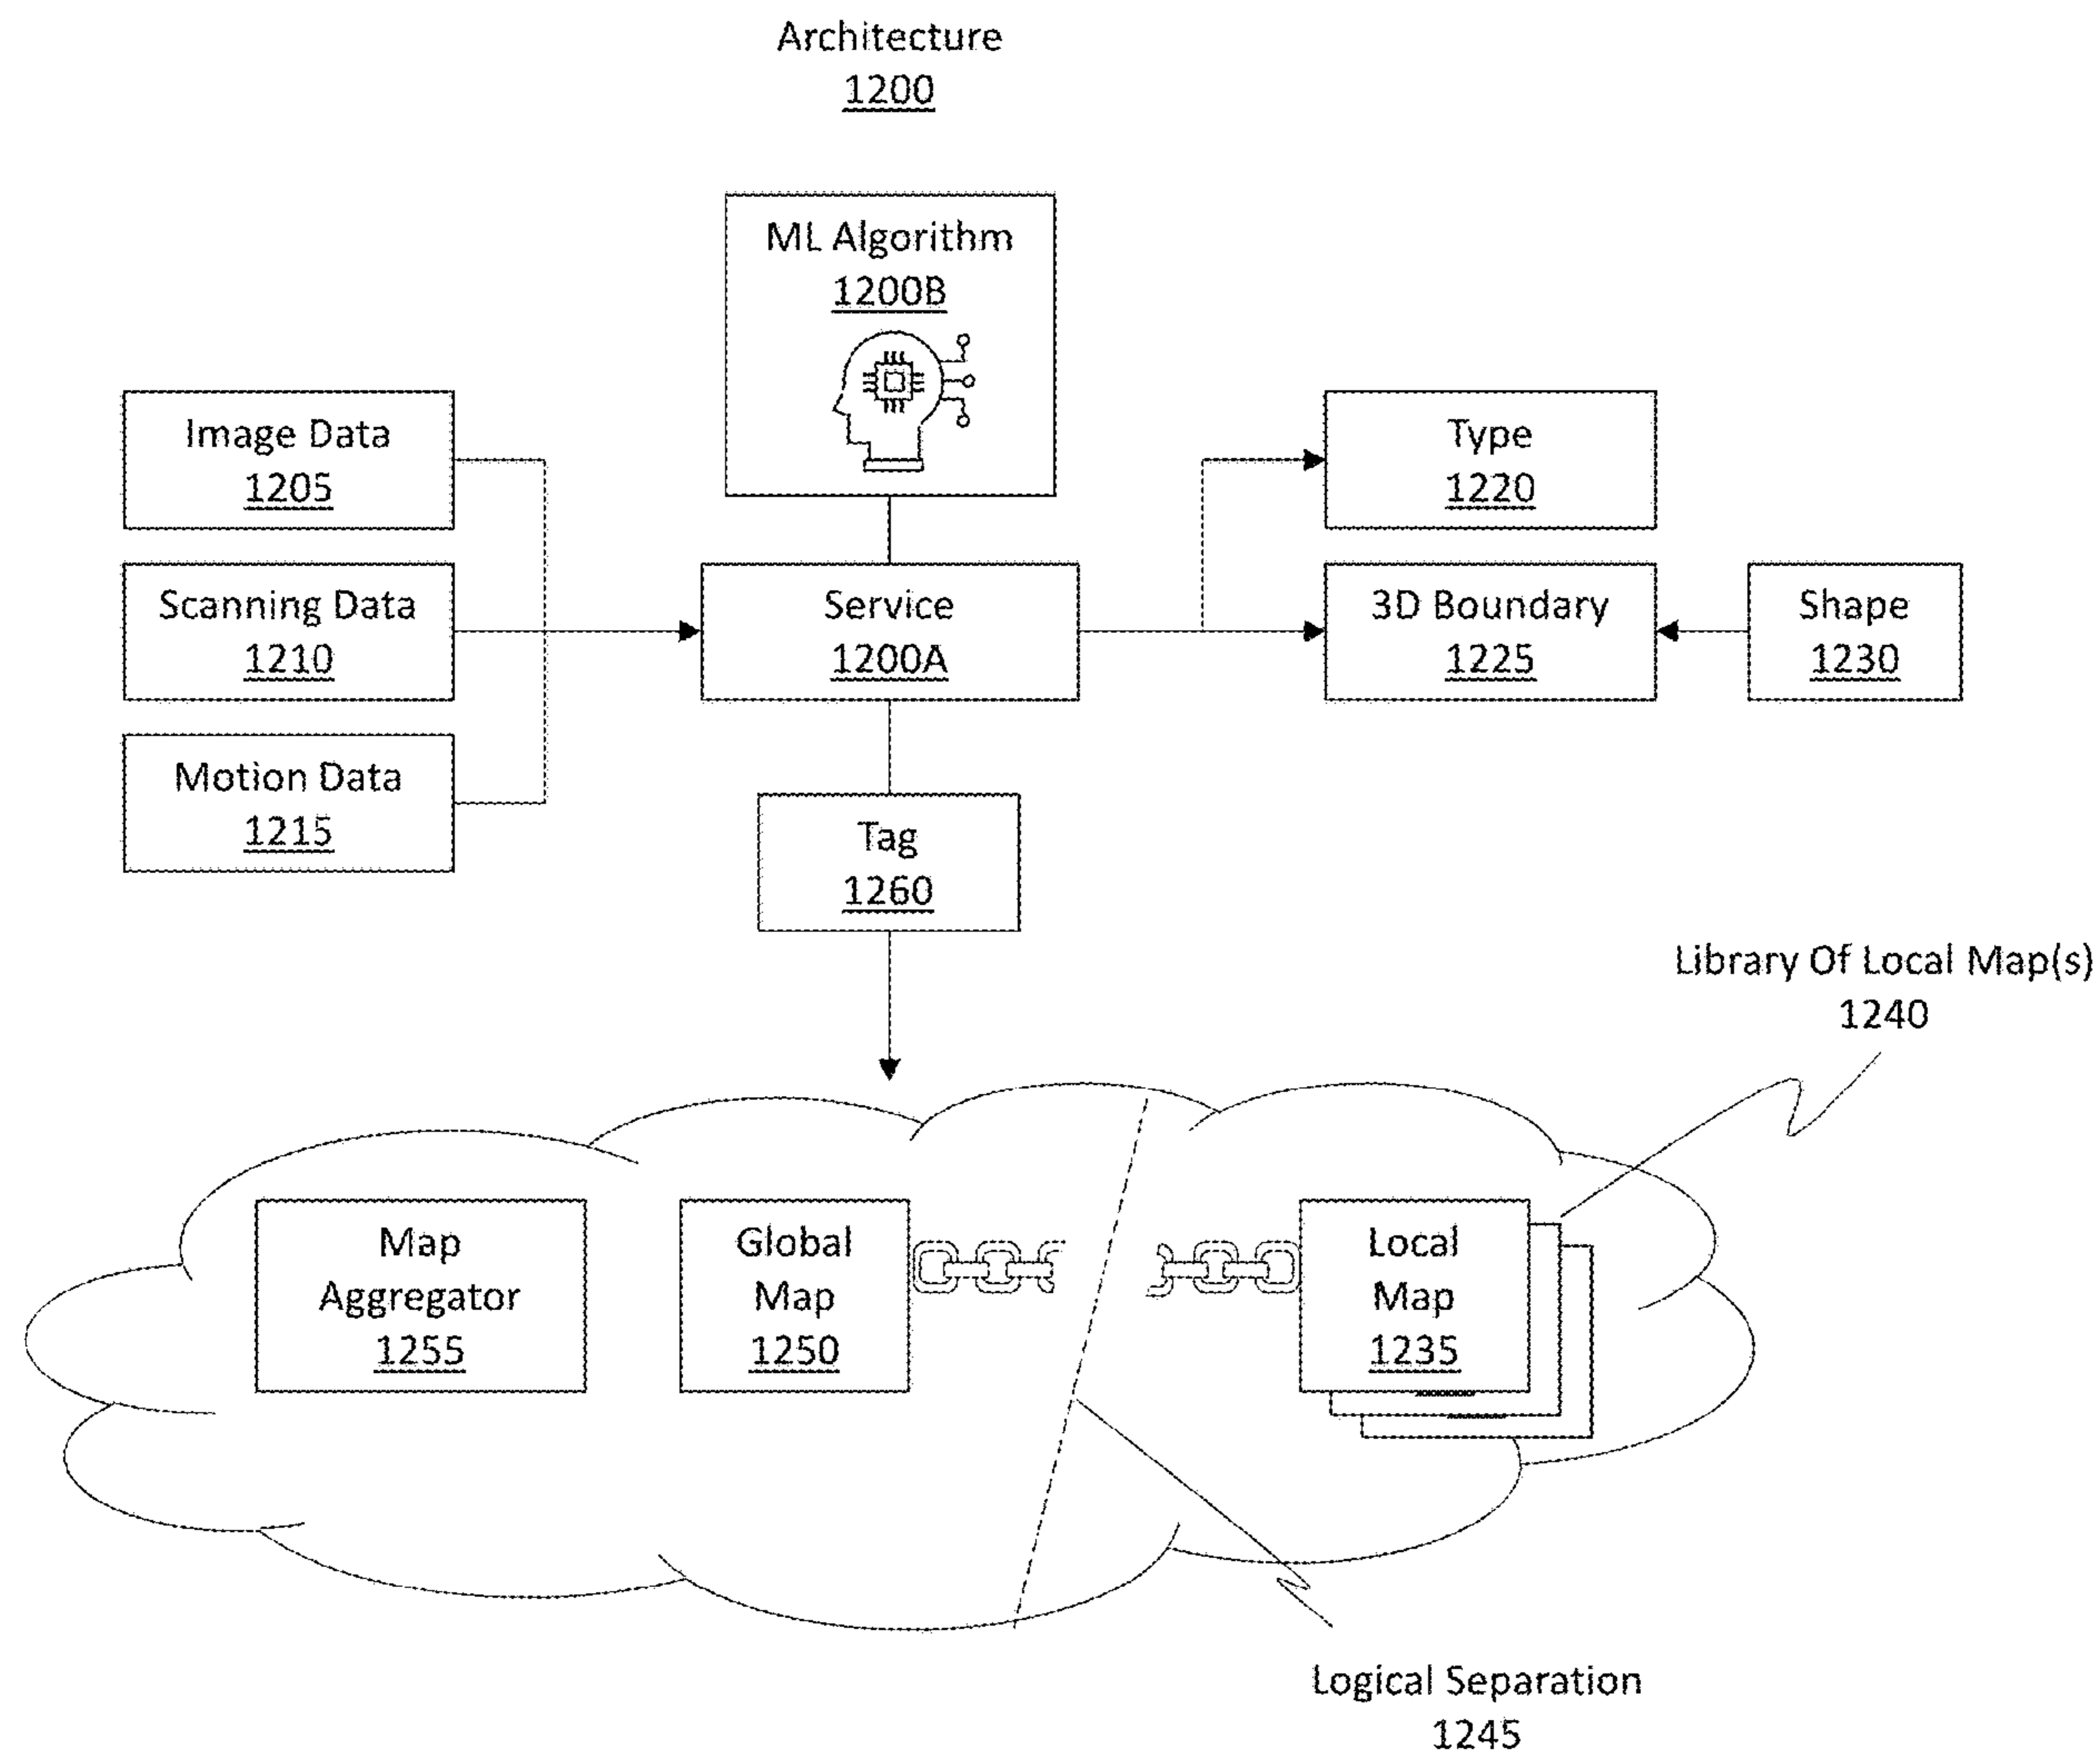 Architecture
1200
ML Algorithm
1200B
Image Data
1205
Type
1220
Scanning Data
1210
Service
1200A
3D Boundary
1225
Shape
1230
Motion Data
1215
Tag
1260
Library Of Local Map(s)
1240
Map
Aggregator
1255
Global
Map
1250
Local
Map
1235
Logical Separation
1245